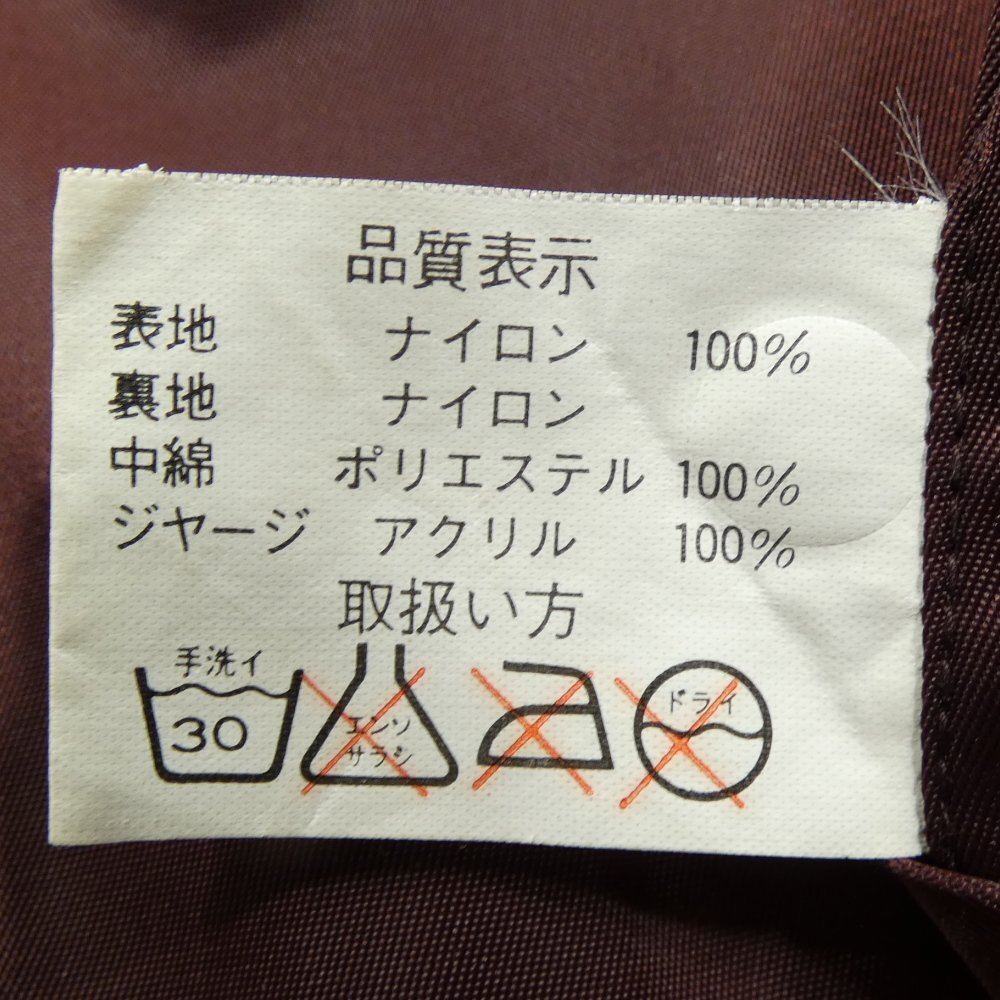 品質表示
表地 ナイロン 100%
裏地 ナイロン
中綿 ポリエステル 100%
ジャージ アクリル 100%
取扱い方
手洗イ
30
エンソ
サラシ
ドライ